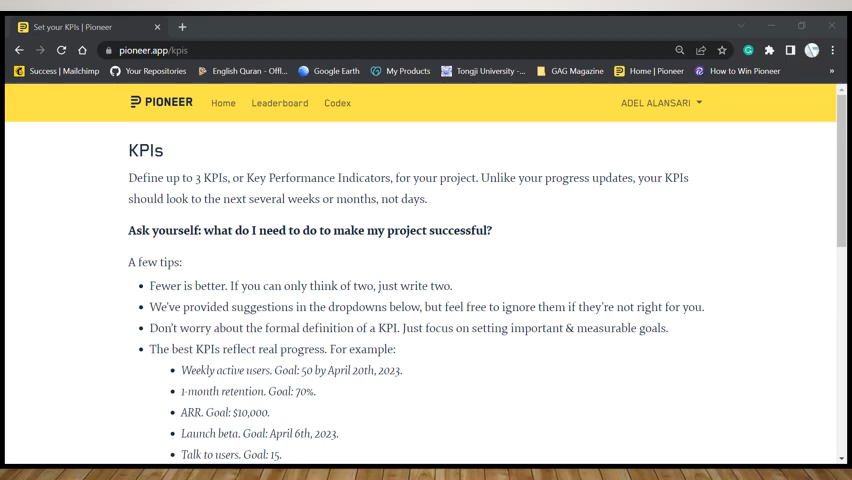 Set your KPIs | Pioneer
pioneer.app/kpis
Success | Mailchimp
Your Repositories
English Quran - Offl...
Google Earth
My Products
Tongji University -...
GAG Magazine
Home | Pioneer
How to Win Pioneer
»
PIONEER
Home
Leaderboard
Codex
ADEL ALANSARI
KPIs
Define up to 3 KPIs, or Key Performance Indicators, for your project. Unlike your progress updates, your KPIs
should look to the next several weeks or months, not days.
Ask yourself: what do I need to do to make my project successful?
A few tips:
• Fewer is better. If you can only think of two, just write two.
• We've provided suggestions in the dropdowns below, but feel free to ignore them if they're not right for you.
• Don't worry about the formal definition of a KPI. Just focus on setting important & measurable goals.
• The best KPIs reflect real progress. For example:
• Weekly active users. Goal: 50 by April 20th, 2023.
• 1-month retention. Goal: 70%.
• ARR. Goal: $10,000.
• Launch beta. Goal: April 6th, 2023.
• Talk to users. Goal: 15.